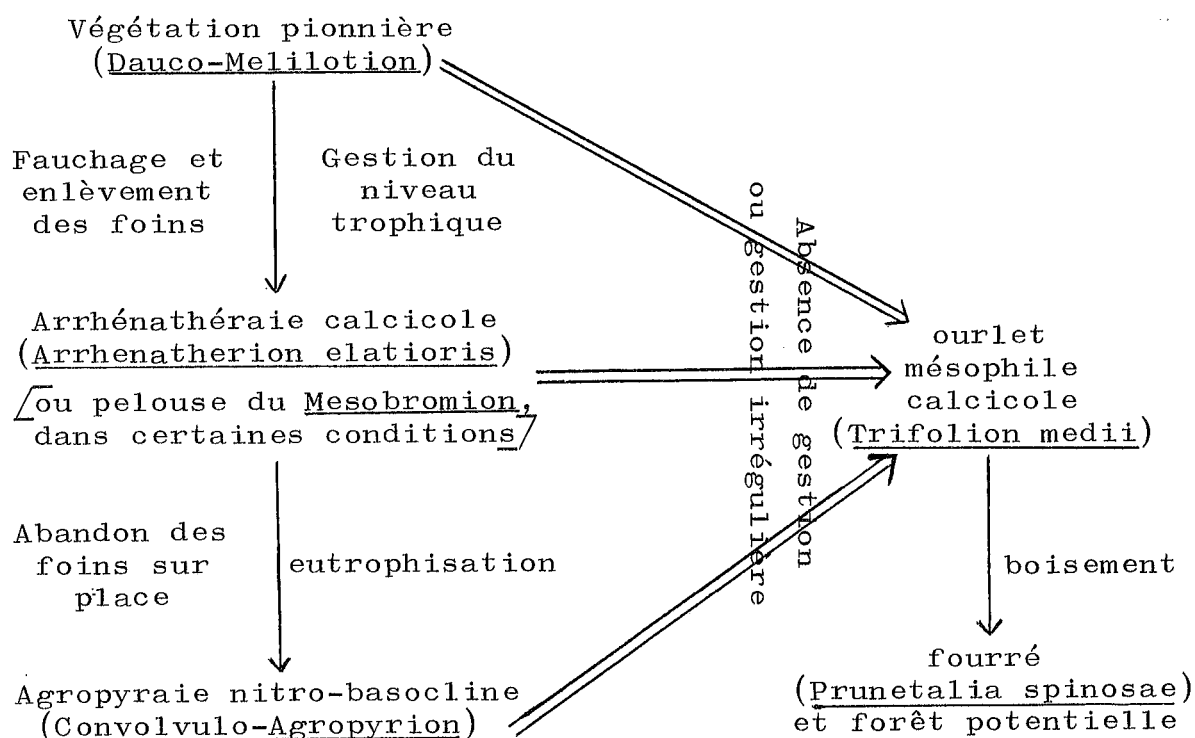 Végétation pionnière
(Dauco-Melilotion)
Fauchage et
enlèvement
des foins
Gestion du
niveau
trophique
Arrhénathéraie calcicole
(Arrhenatherion elatioris)
[ou pelouse du Mesobromion,
dans certaines conditions]
Absence de gestion
ou gestion irrégulière
ourlet
mésophile
calcicole
(Trifolion medii)
Abandon des
foins sur
place
eutrophisation
boisement
Agropyraie nitro-basocline
(Convolvulo-Agropyrion)
fourré
(Prunetalia spinosae)
et forêt potentielle